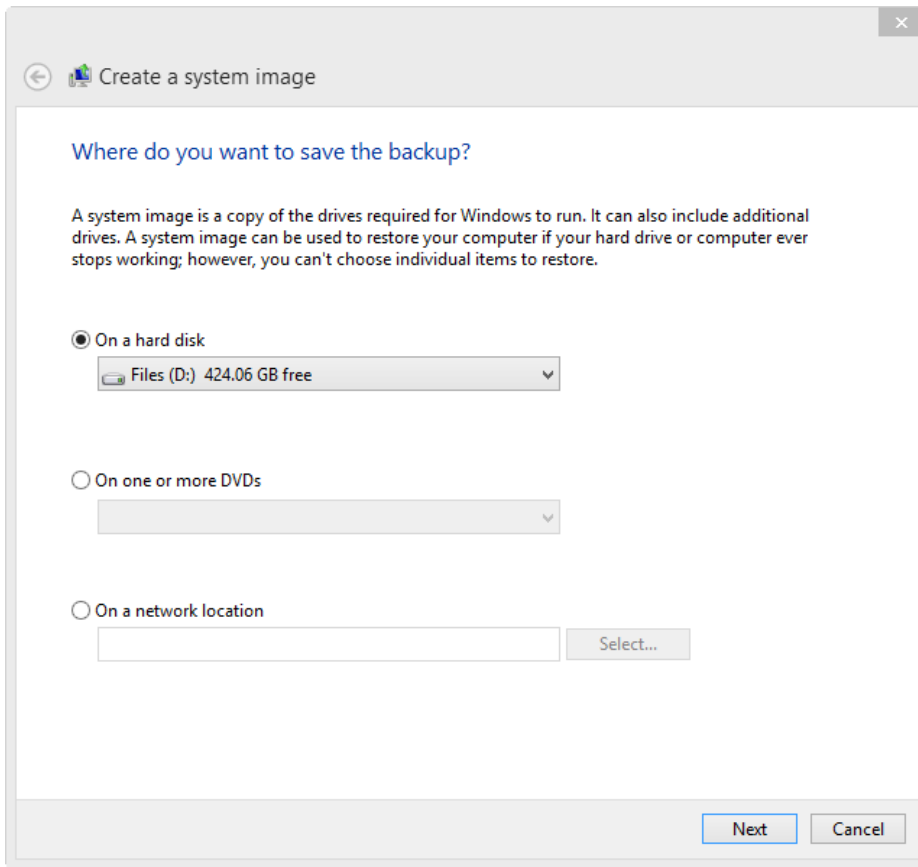 Create a system image
Where do you want to save the backup?
A system image is a copy of the drives required for Windows to run. It can also include additional
drives. A system image can be used to restore your computer if your hard drive or computer ever
stops working; however, you can't choose individual items to restore.
On a hard disk
Files (D:)  424.06 GB free
On one or more DVDs
On a network location
Select...
Next
Cancel